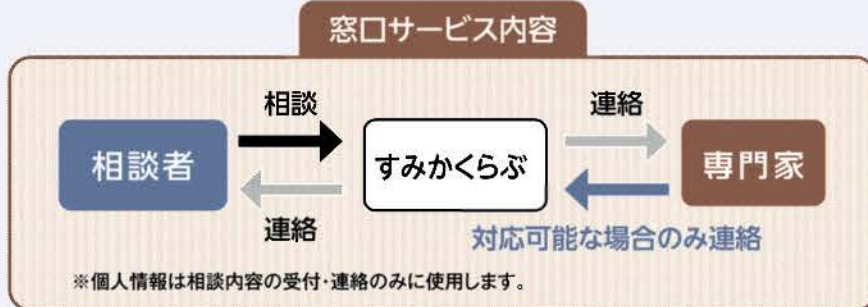 窓口サービス内容
相談
連絡
相談者
すみかくらぶ
専門家
連絡
対応可能な場合のみ連絡
※個人情報は相談内容の受付・連絡のみに使用します。